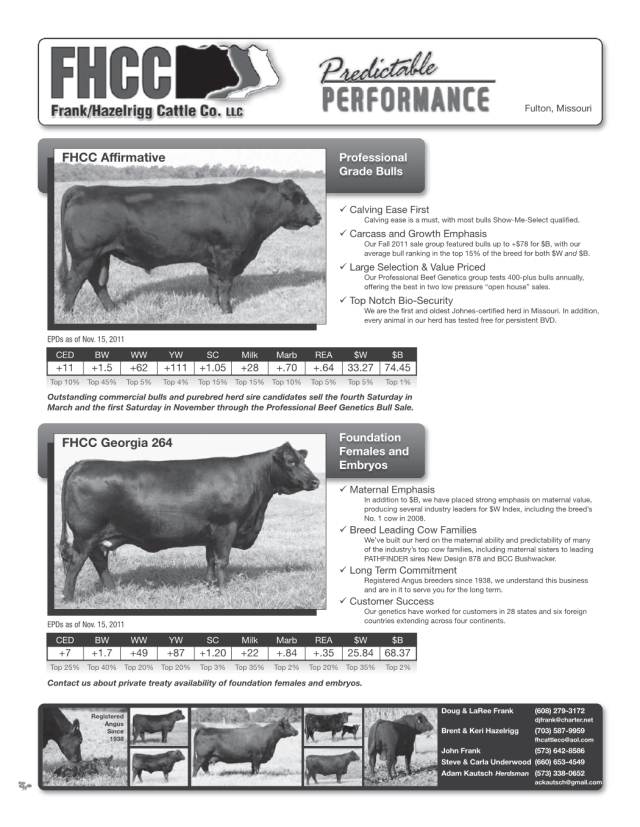 FHCC
Frank/Hazelrigg Cattle Co. LLC
Predictable
PERFORMANCE
Fulton, Missouri
FHCC Affirmative
Professional
Grade Bulls
✓ Calving Ease First
Calving ease is a must, with most bulls Show-Me-Select qualified.
✓ Carcass and Growth Emphasis
Our Fall 2011 sale group featured bulls up to +$78 for $B, with our
average bull ranking in the top 15% of the breed for both $W and $B.
✓ Large Selection & Value Priced
Our Professional Beef Genetics group tests 400-plus bulls annually,
offering the best in two low pressure “open house” sales.
✓ Top Notch Bio-Security
We are the first and oldest Johnes-certified herd in Missouri. In addition,
every animal in our herd has tested free for persistent BVD.
EPDs as of Nov. 15, 2011
CED BW WW YW SC Milk Marb REA $W $B
+11 +1.5 +62 +111 +1.05 +28 +.70 +.64 33.27 74.45
Top 10% Top 45% Top 5% Top 4% Top 15% Top 15% Top 10% Top 5% Top 5% Top 1%
Outstanding commercial bulls and purebred herd sire candidates sell the fourth Saturday in
March and the first Saturday in November through the Professional Beef Genetics Bull Sale.
FHCC Georgia 264
Foundation
Females and
Embryos
✓ Maternal Emphasis
In addition to $B, we have placed strong emphasis on maternal value,
producing several industry leaders for $W Index, including the breed's
No. 1 cow in 2008.
✓ Breed Leading Cow Families
We've built our herd on the maternal ability and predictability of many
of the industry's top cow families, including maternal sisters to leading
PATHFINDER sires New Design 878 and BCC Bushwacker.
✓ Long Term Commitment
Registered Angus breeders since 1938, we understand this business
and are in it to serve you for the long term.
✓ Customer Success
Our genetics have worked for customers in 28 states and six foreign
countries extending across four continents.
EPDs as of Nov. 15, 2011
CED BW WW YW SC Milk Marb REA $W $B
+7 +1.7 +49 +87 +1.20 +22 +.84 +.35 25.84 68.37
Top 25% Top 40% Top 20% Top 20% Top 3% Top 35% Top 2% Top 20% Top 35% Top 2%
Contact us about private treaty availability of foundation females and embryos.
Registered
Angus
Since
1938
Doug & LaRee Frank (608) 279-3172
djfrank@charter.net
Brent & Keri Hazelrigg (703) 587-9959
fhcattleco@aol.com
John Frank (573) 642-8586
Steve & Carla Underwood (660) 653-4549
Adam Kautsch Herdsman (573) 338-0652
ackautsch@gmail.com